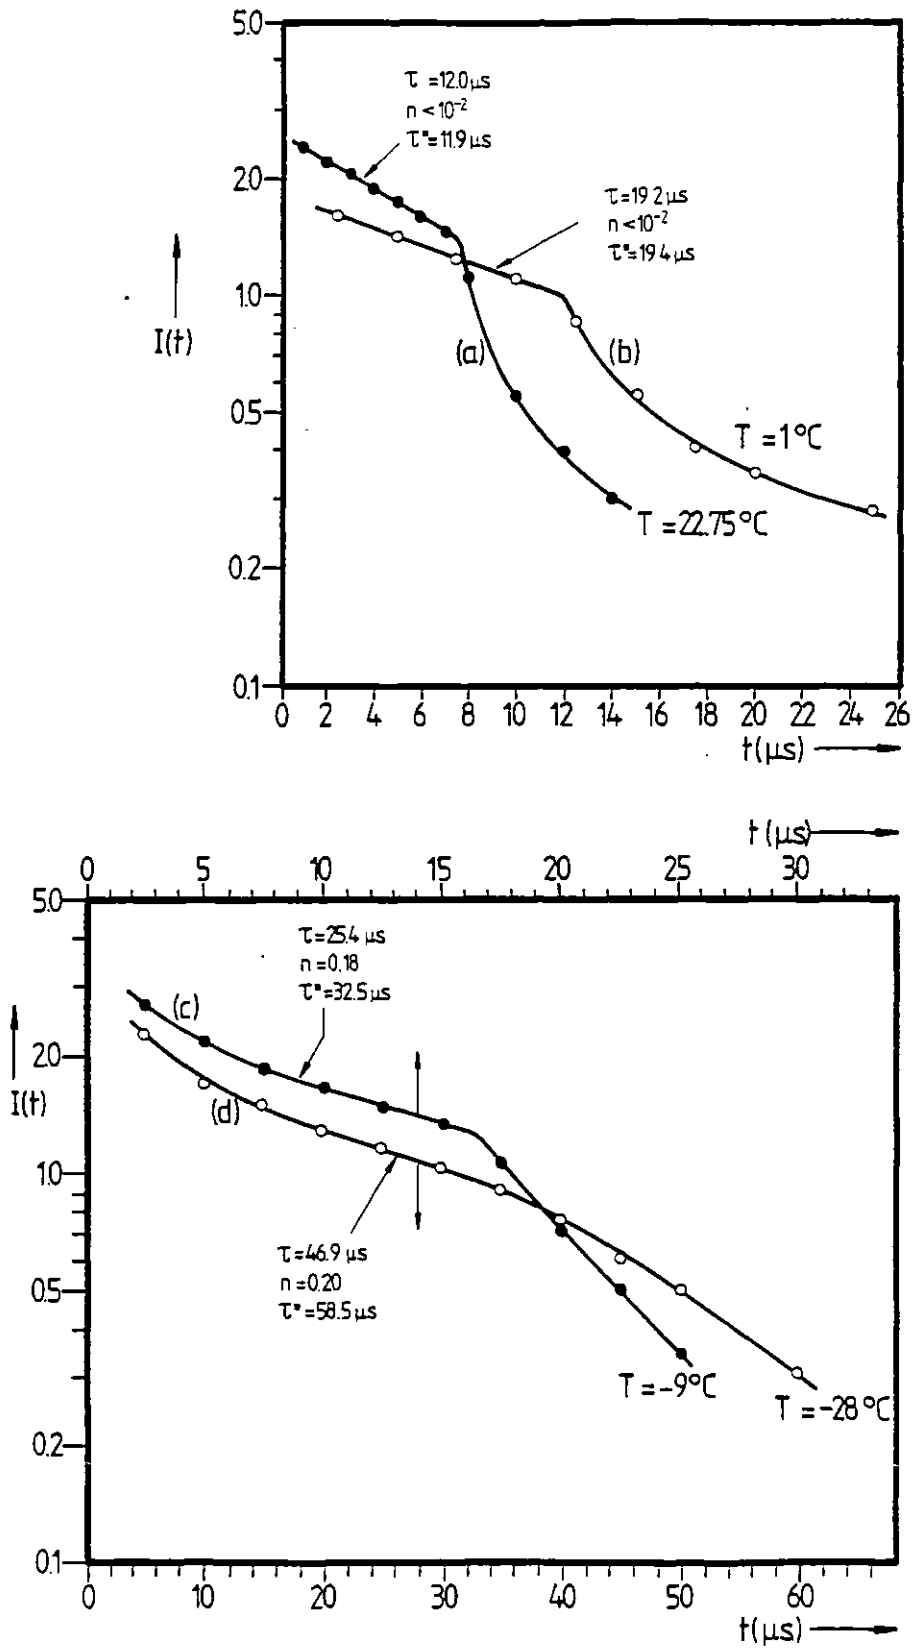 5.0
τ =12.0 μs
n < 10⁻²
τ* = 11.9 μs
2.0
τ=19.2 μs
n <10⁻²
τ*=19.4 μs
1.0
I(t)
(a)
(b)
0.5
T = 1°C
T = 22.75°C
0.2
0.1
0 2 4 6 8 10 12 14 16 18 20 22 24 26
t(μs)
t(μs)
0 5 10 15 20 25 30
5.0
τ=25.4 μs
n =0.18
τ*=32.5 μs
(c)
2.0
I(t)
(d)
1.0
τ=46.9 μs
n =0.20
τ*=58.5 μs
0.5
T = -9°C
T = -28°C
0.2
0.1
0 10 20 30 40 50 60
t(μs)